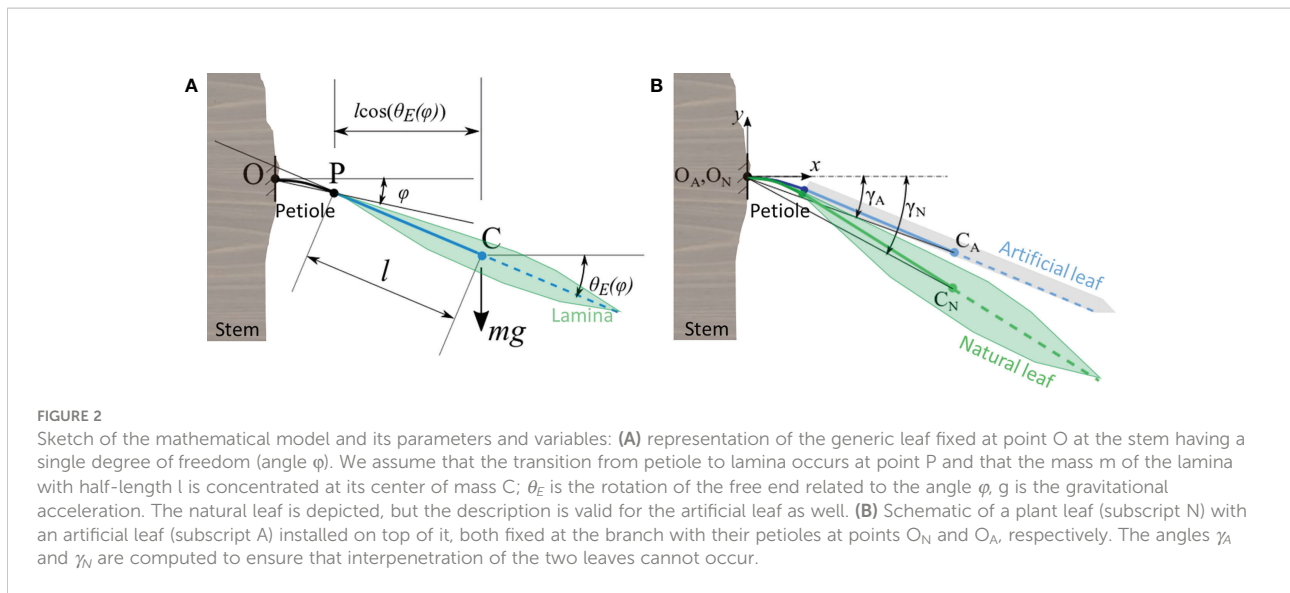 A
lcos(θE(φ))
O
P
φ
Petiole
C
l
θE(φ)
Lamina
mg
Stem
B
y
x
OA,ON
γA
Petiole
γN
CA
Artificial leaf
CN
Natural leaf
Stem
FIGURE 2
Sketch of the mathematical model and its parameters and variables: (A) representation of the generic leaf fixed at point O at the stem having a
single degree of freedom (angle φ). We assume that the transition from petiole to lamina occurs at point P and that the mass m of the lamina
with half-length l is concentrated at its center of mass C; θE is the rotation of the free end related to the angle φ, g is the gravitational
acceleration. The natural leaf is depicted, but the description is valid for the artificial leaf as well. (B) Schematic of a plant leaf (subscript N) with
an artificial leaf (subscript A) installed on top of it, both fixed at the branch with their petioles at points ON and OA, respectively. The angles γA
and γN are computed to ensure that interpenetration of the two leaves cannot occur.